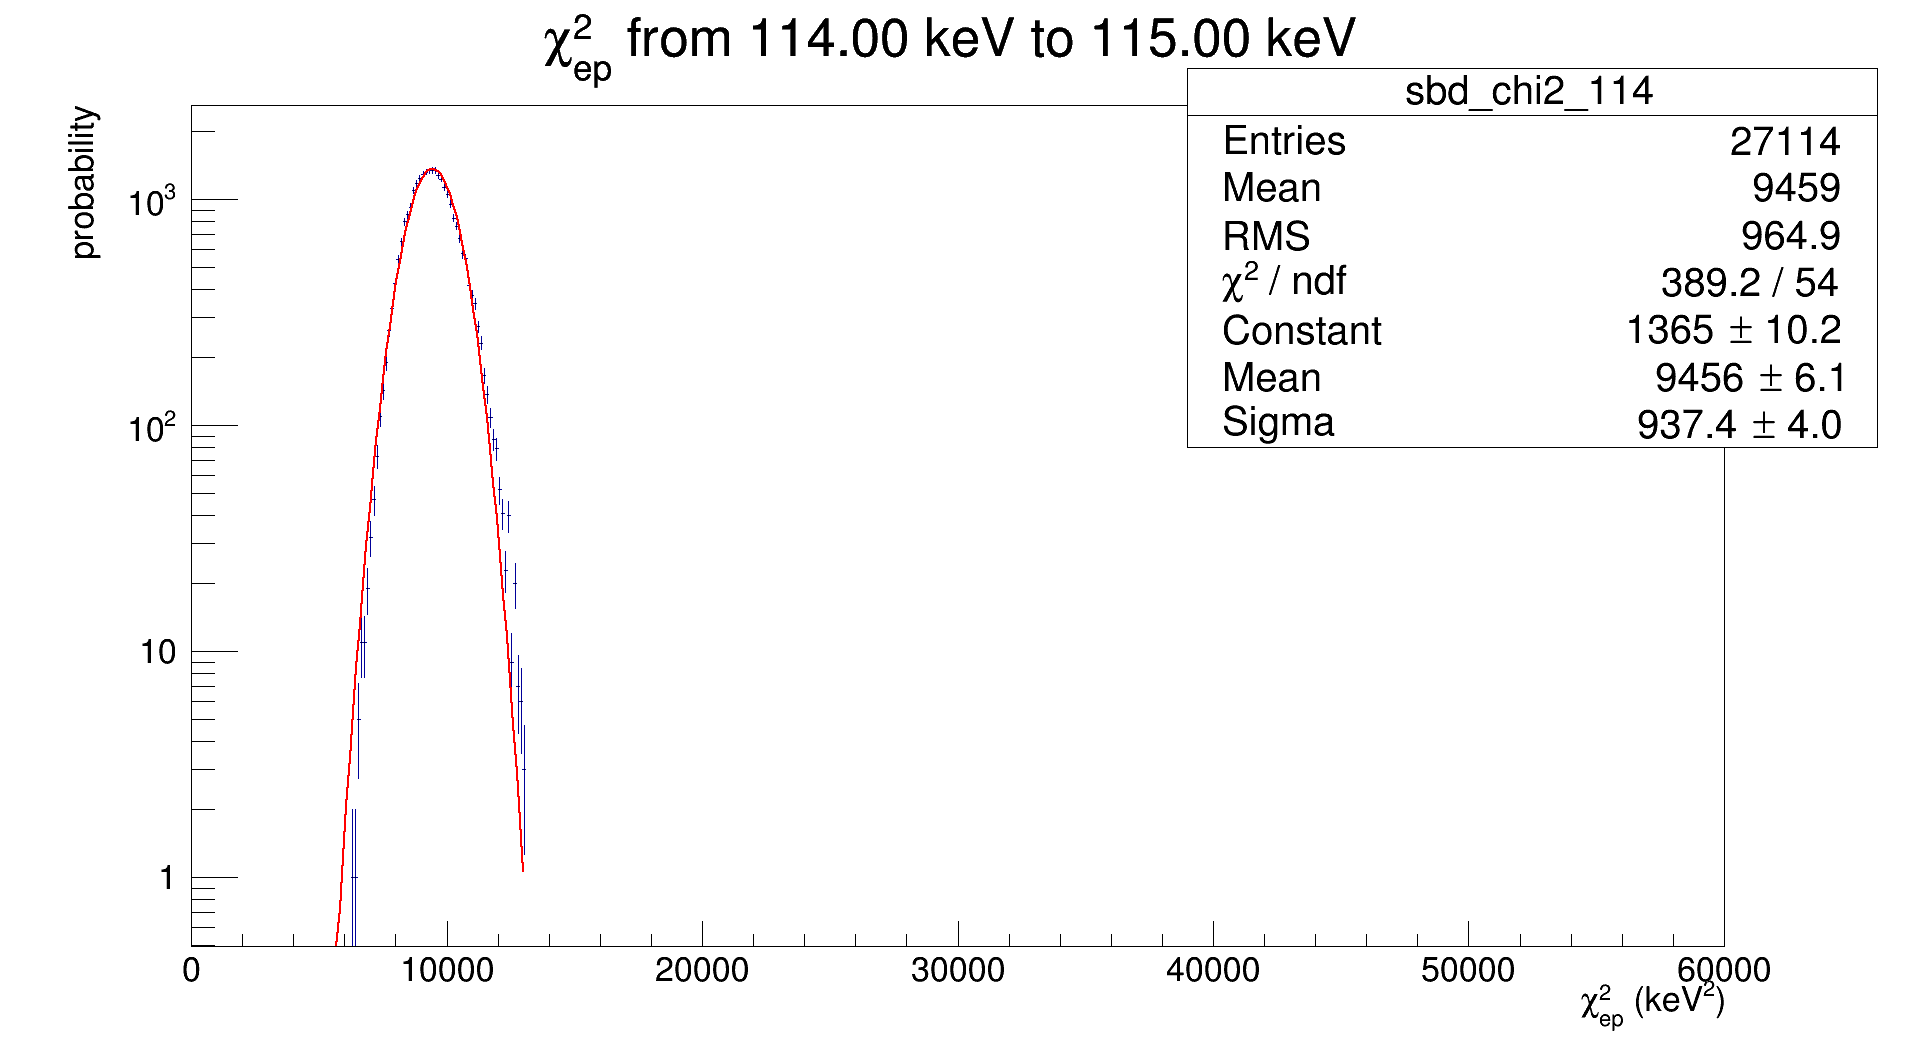 χ²ep from 114.00 keV to 115.00 keV
sbd_chi2_114
Entries 27114
Mean 9459
RMS 964.9
χ² / ndf 389.2 / 54
Constant 1365 ± 10.2
Mean 9456 ± 6.1
Sigma 937.4 ± 4.0
probability
10³
10²
10
1
0 10000 20000 30000 40000 50000 60000
χ²ep (keV²)